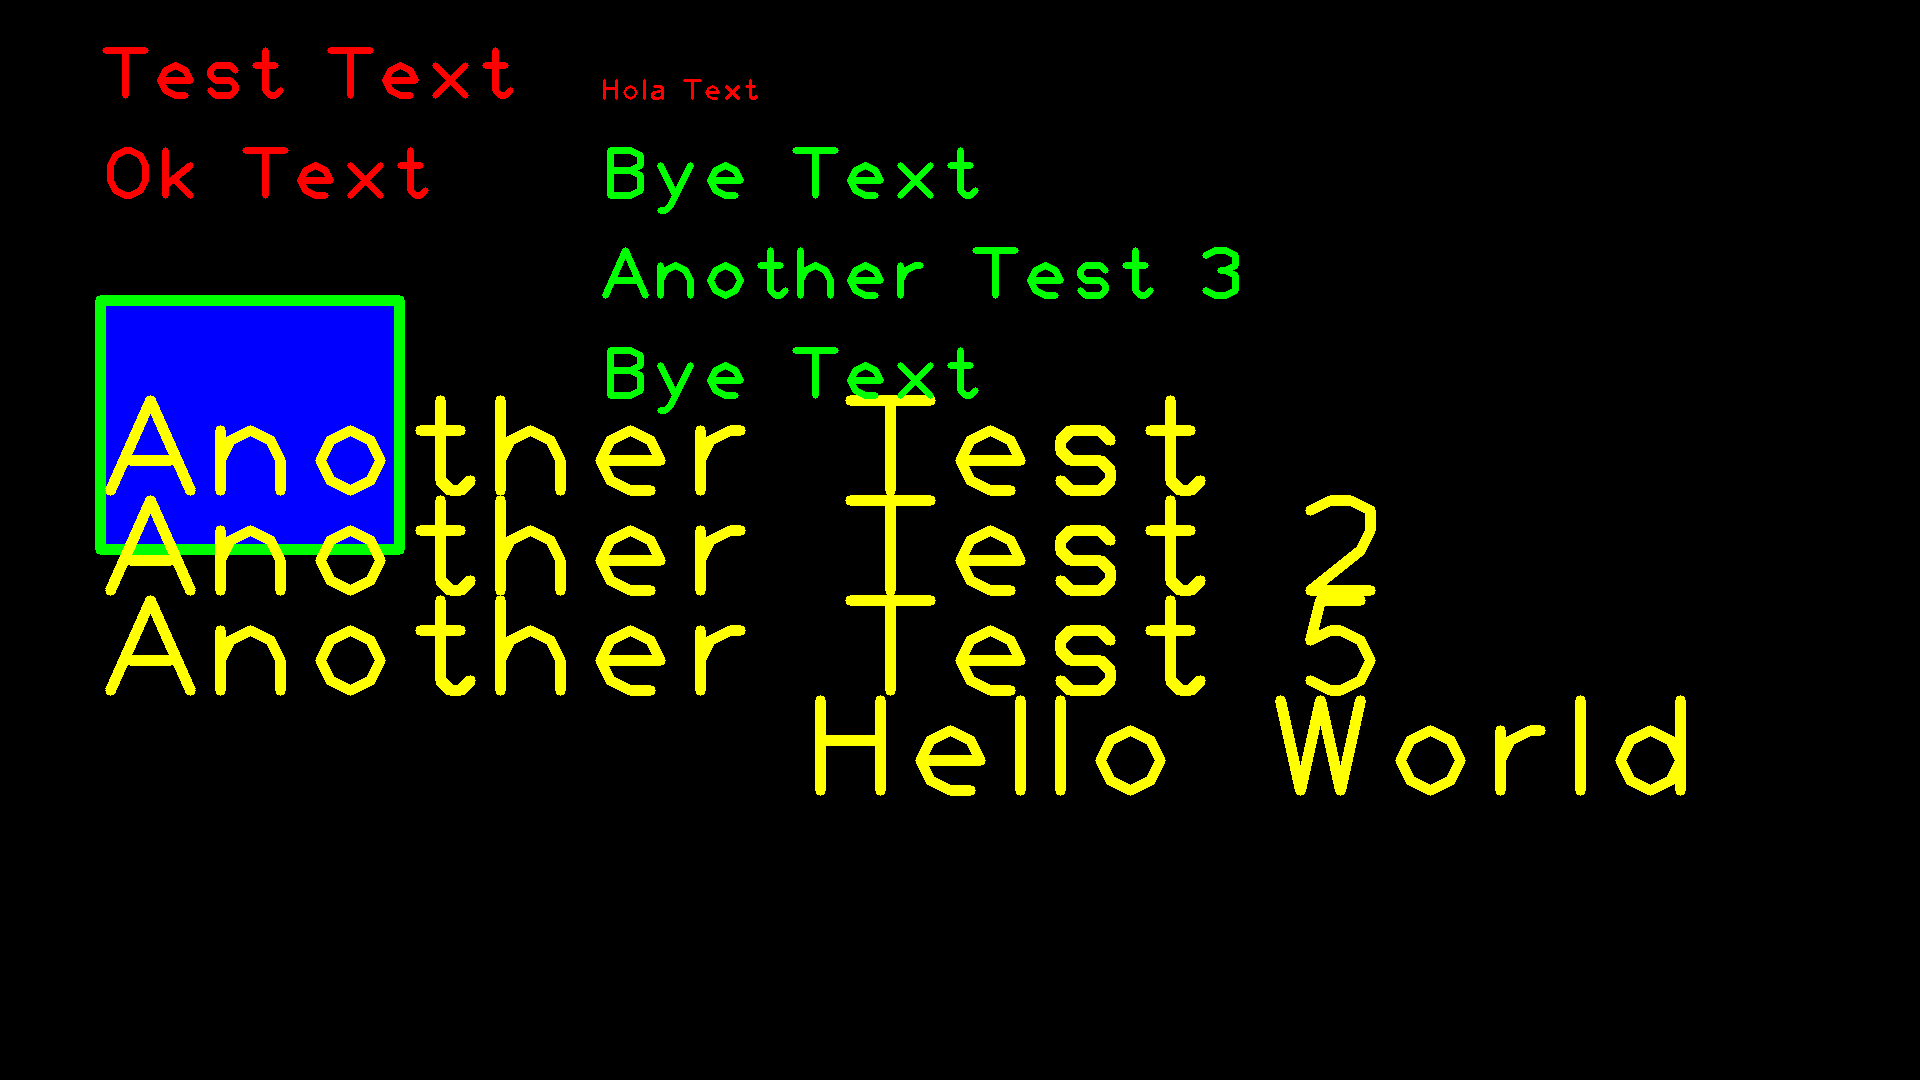 Test Text
Hola Text
Ok Text
Bye Text
Another Test 3
Bye Text
Another Test
Another Test 2
Another Test 5
Hello World